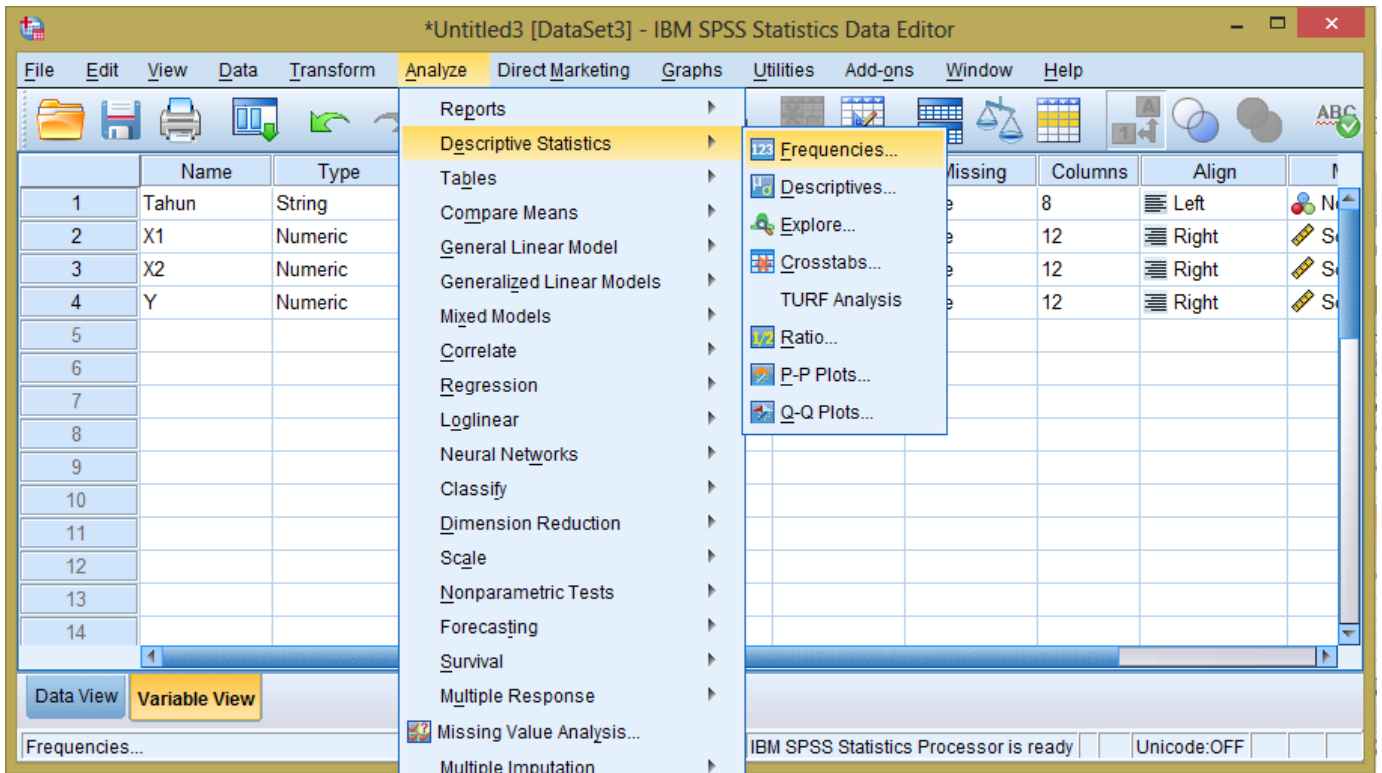 *Untitled3 [DataSet3] - IBM SPSS Statistics Data Editor
File Edit View Data Transform Analyze Direct Marketing Graphs Utilities Add-ons Window Help
A
1
ABC
Reports
Descriptive Statistics
Tables
Compare Means
General Linear Model
Generalized Linear Models
Mixed Models
Correlate
Regression
Loglinear
Neural Networks
Classify
Dimension Reduction
Scale
Nonparametric Tests
Forecasting
Survival
Multiple Response
Missing Value Analysis...
Multiple Imputation
123 Frequencies...
Descriptives...
Explore...
Crosstabs...
TURF Analysis
1/2 Ratio...
P-P Plots...
Q-Q Plots...
Name Type Missing Columns Align
1 Tahun String 8 Left
2 X1 Numeric 12 Right
3 X2 Numeric 12 Right
4 Y Numeric 12 Right
5
6
7
8
9
10
11
12
13
14
Data View Variable View
Frequencies... IBM SPSS Statistics Processor is ready Unicode:OFF